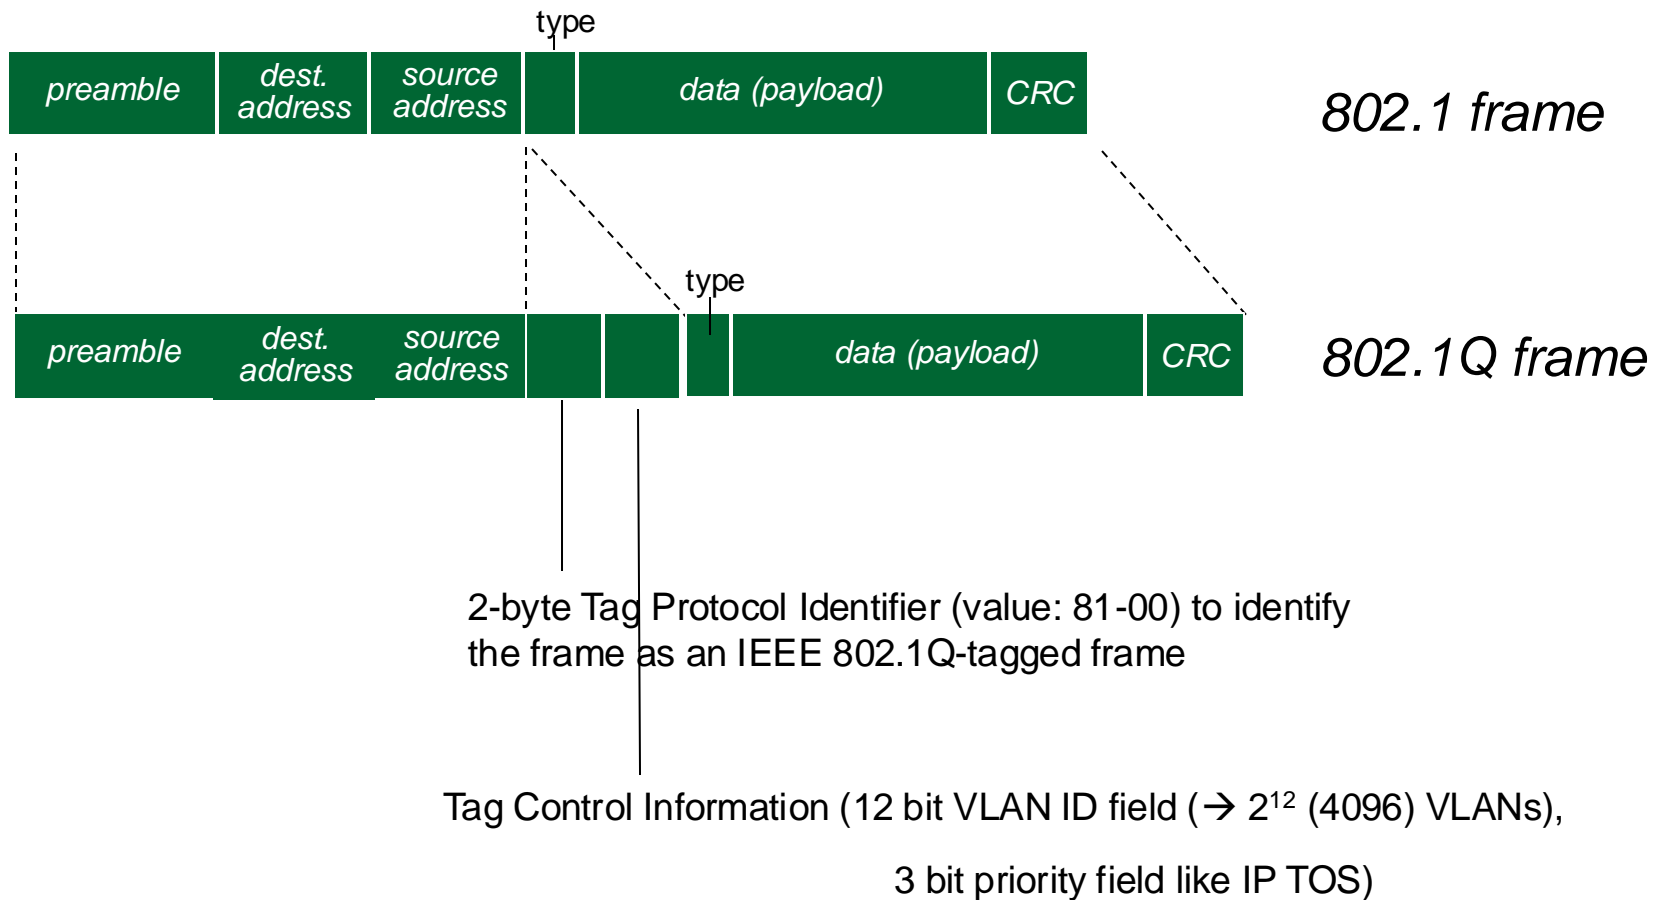 type
preamble
dest.
address
source
address
data (payload)
CRC
802.1 frame
type
preamble
dest.
address
source
address
data (payload)
CRC
802.1Q frame
2-byte Tag Protocol Identifier (value: 81-00) to identify
the frame as an IEEE 802.1Q-tagged frame
Tag Control Information (12 bit VLAN ID field (→ 2¹² (4096) VLANs),
3 bit priority field like IP TOS)